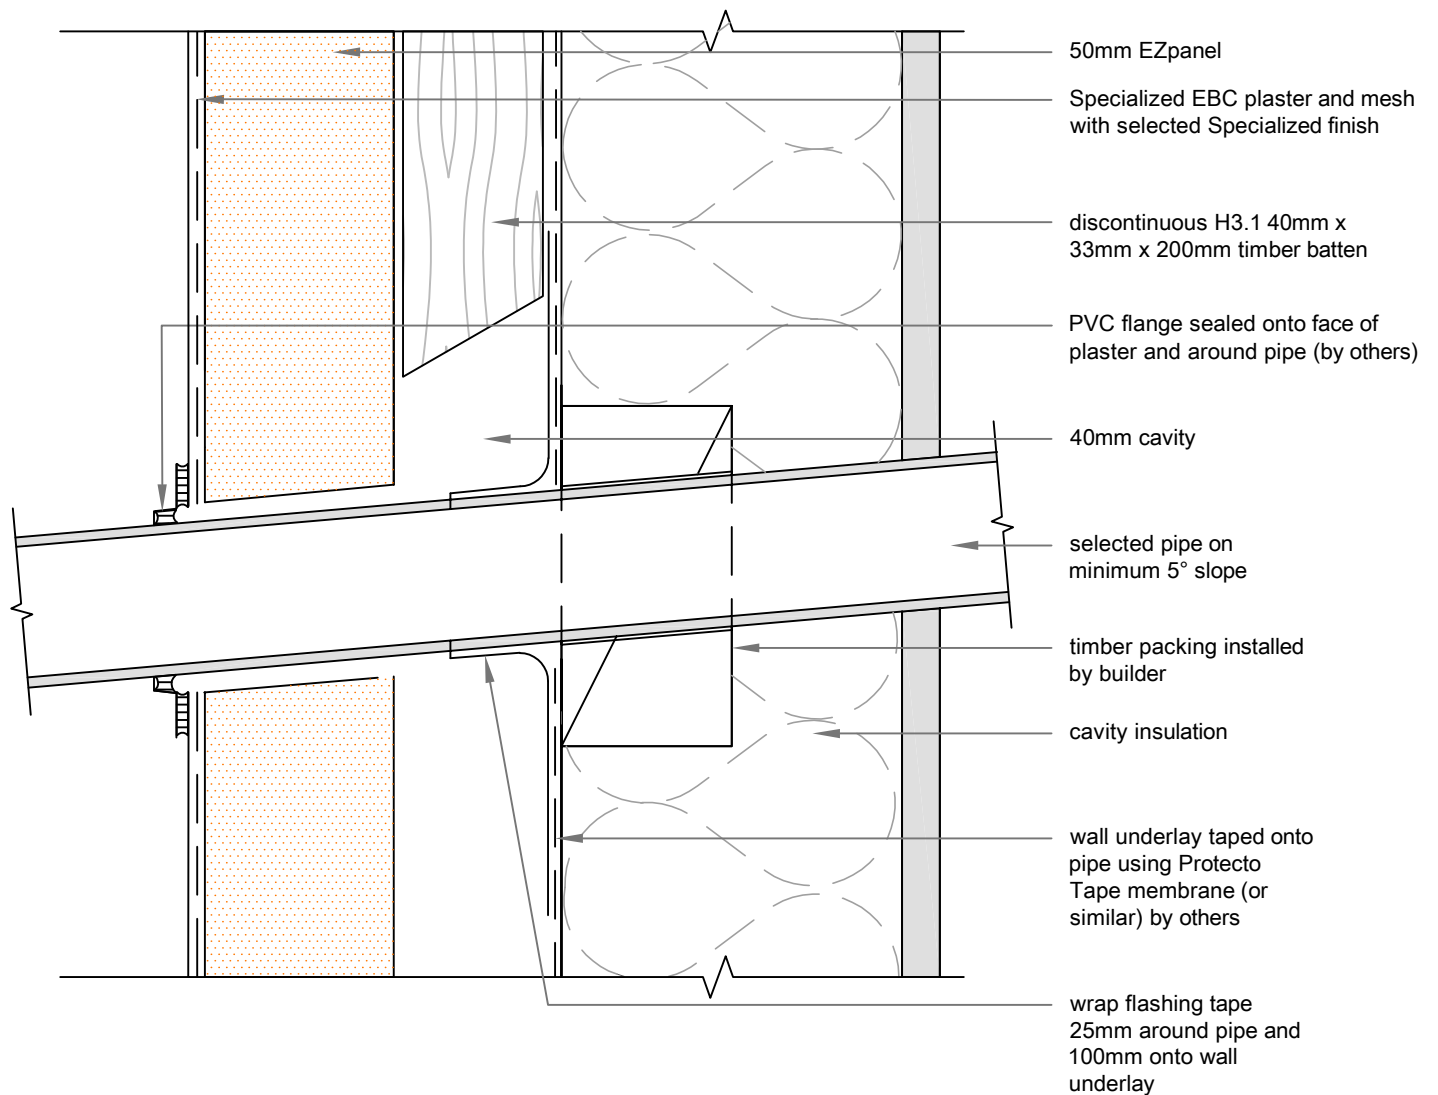 50mm EZpanel
Specialized EBC plaster and mesh
with selected Specialized finish
discontinuous H3.1 40mm x
33mm x 200mm timber batten
PVC flange sealed onto face of
plaster and around pipe (by others)
40mm cavity
selected pipe on
minimum 5° slope
timber packing installed
by builder
cavity insulation
wall underlay taped onto
pipe using Protecto
Tape membrane (or
similar) by others
wrap flashing tape
25mm around pipe and
100mm onto wall
underlay